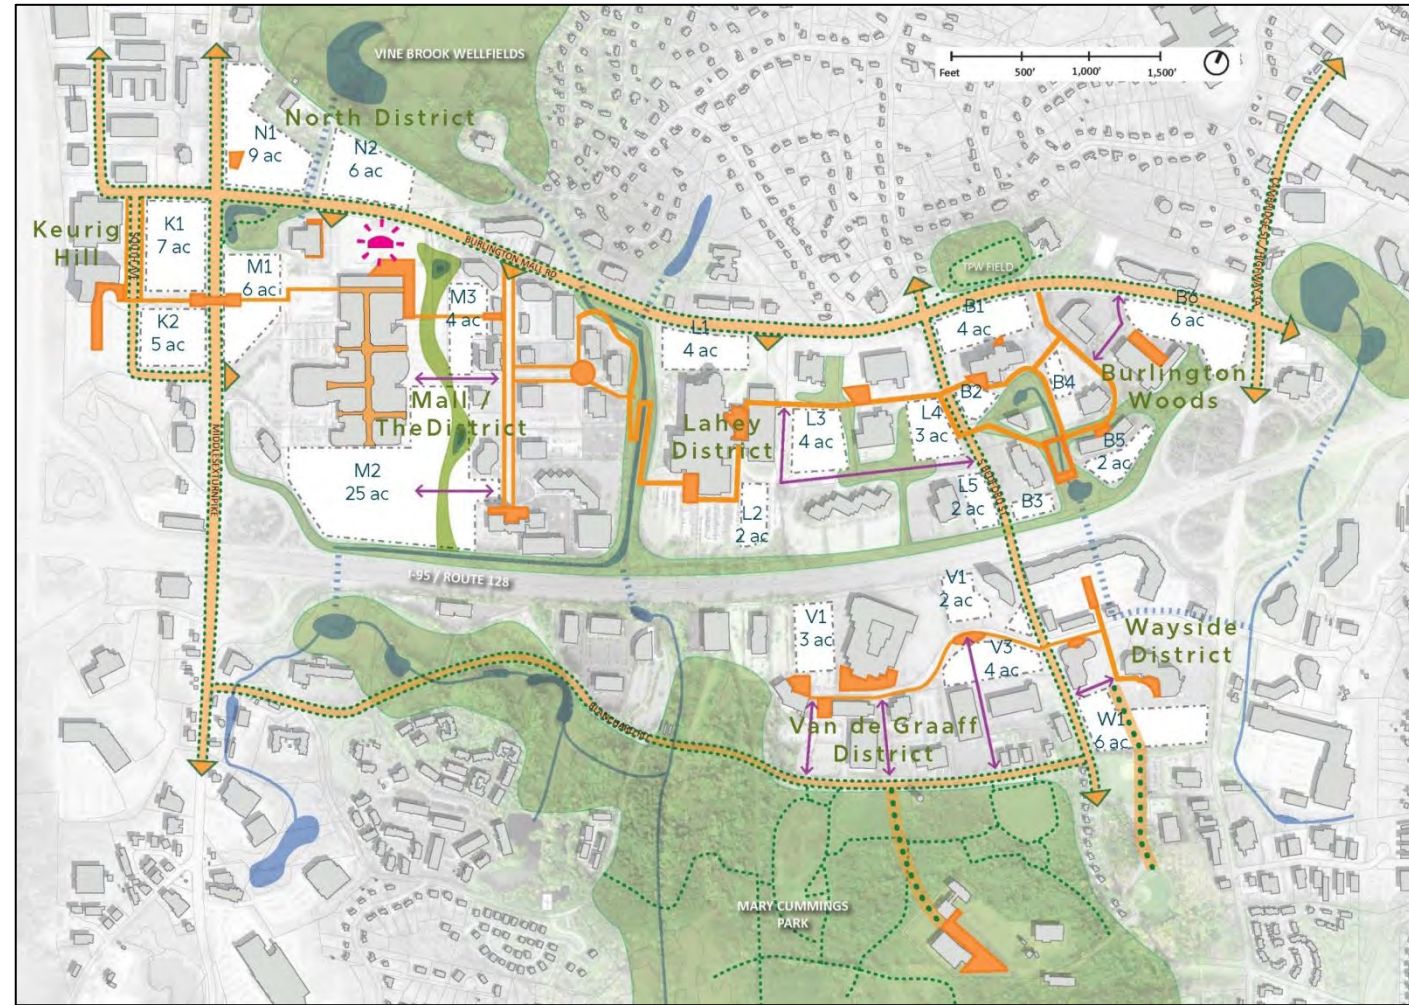 VINE BROOK WELLFIELDS
Feet 500' 1,000' 1,500'
North District
N1
9 ac
N2
6 ac
Keurig
Hill
K1
7 ac
SOUTH AVE
K2
5 ac
M1
6 ac
BURLINGTON MALL RD
M3
4 ac
Mall /
TheDistrict
M2
25 ac
MIDDLESEX TURNPIKE
I-95 / ROUTE 128
L1
4 ac
Lahey
District
L2
2 ac
L3
4 ac
L4
3 ac
L5
2 ac
TPW FIELD
B1
4 ac
B2
B3
B4
B5
2 ac
B6
6 ac
Burlington
Woods
V1
3 ac
V1
2 ac
V3
4 ac
Van de Graaff
District
Wayside
District
W1
6 ac
MARY CUMMINGS
PARK